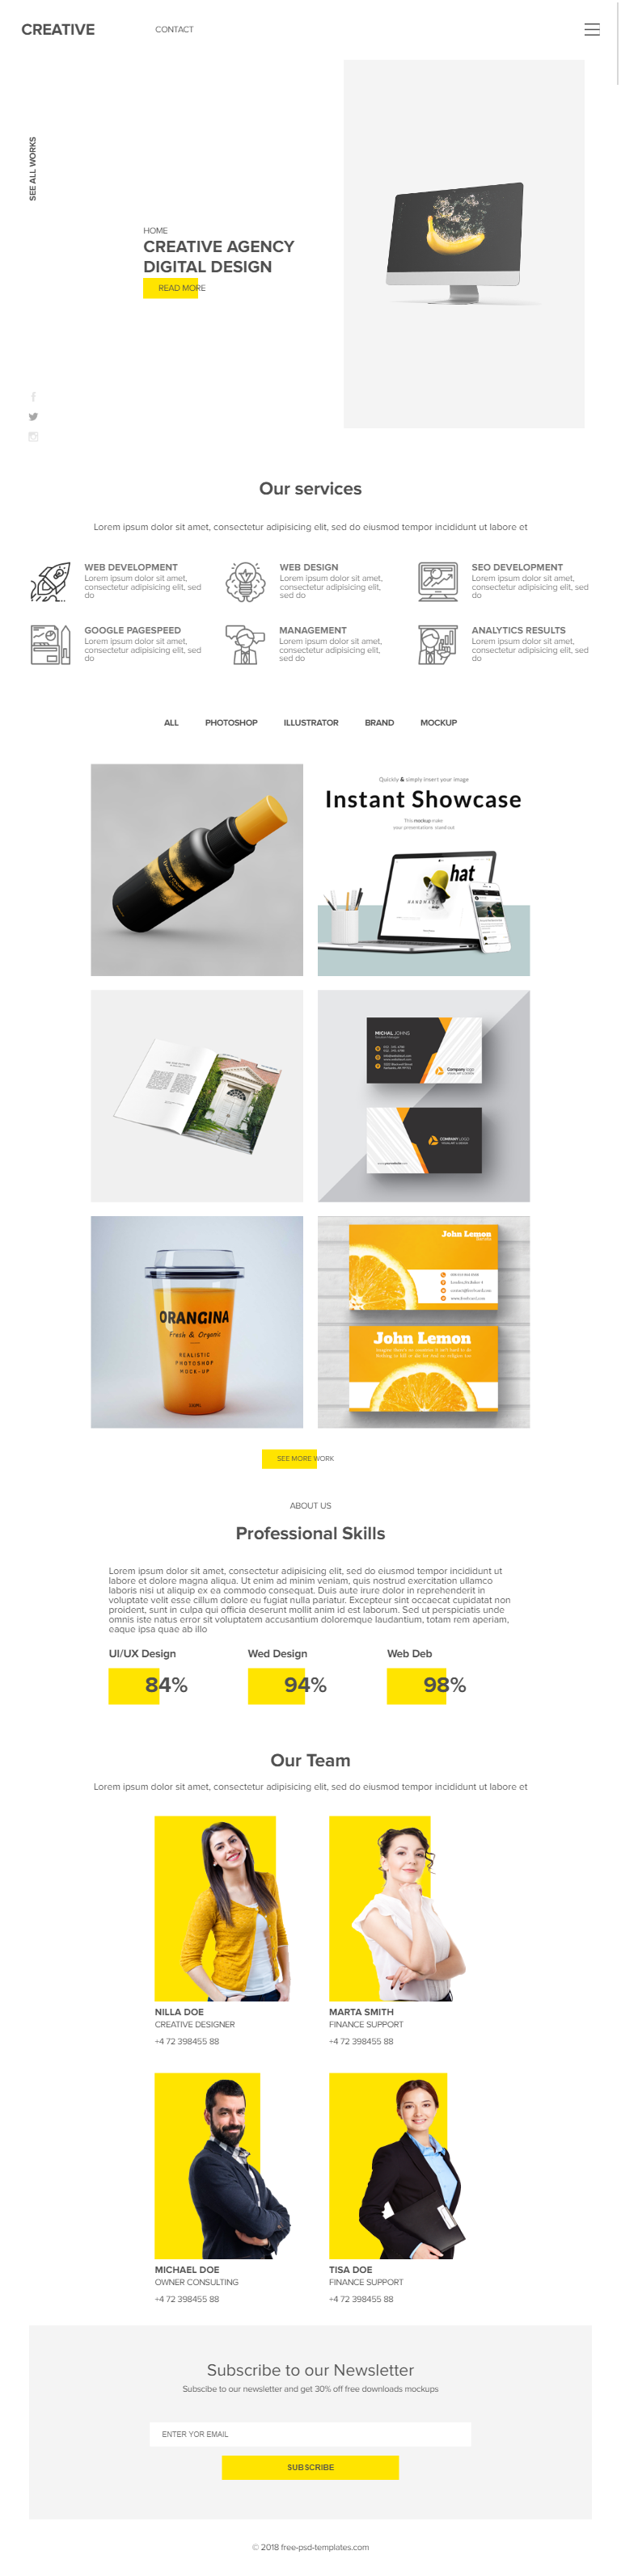 CREATIVE
CONTACT
SEE ALL WORKS
HOME
CREATIVE AGENCY
DIGITAL DESIGN
READ MORE
Our services
Lorem ipsum dolor sit amet, consectetur adipisicing elit, sed do eiusmod tempor incididunt ut labore et
WEB DEVELOPMENT
Lorem ipsum dolor sit amet,
consectetur adipisicing elit, sed
do
WEB DESIGN
Lorem ipsum dolor sit amet,
consectetur adipisicing elit,
sed do
SEO DEVELOPMENT
Lorem ipsum dolor sit amet,
consectetur adipisicing elit, sed
do
GOOGLE PAGESPEED
Lorem ipsum dolor sit amet,
consectetur adipisicing elit, sed
do
MANAGEMENT
Lorem ipsum dolor sit amet,
consectetur adipisicing elit,
sed do
ANALYTICS RESULTS
Lorem ipsum dolor sit amet,
consectetur adipisicing elit, sed
do
ALL
PHOTOSHOP
ILLUSTRATOR
BRAND
MOCKUP
Quickly & simply insert your image
Instant Showcase
This mockup make
your presentations stand out
hat
HANDMADE
MICHAL JOHNS
Company logo
COMPANY LOGO
ORANGINA
Fresh & Organic
REALISTIC
PHOTOSHOP
MOCK-UP
John Lemon
John Lemon
SEE MORE WORK
ABOUT US
Professional Skills
Lorem ipsum dolor sit amet, consectetur adipisicing elit, sed do eiusmod tempor incididunt ut
labore et dolore magna aliqua. Ut enim ad minim veniam, quis nostrud exercitation ullamco
laboris nisi ut aliquip ex ea commodo consequat. Duis aute irure dolor in reprehenderit in
voluptate velit esse cillum dolore eu fugiat nulla pariatur. Excepteur sint occaecat cupidatat non
proident, sunt in culpa qui officia deserunt mollit anim id est laborum. Sed ut perspiciatis unde
omnis iste natus error sit voluptatem accusantium doloremque laudantium, totam rem aperiam,
eaque ipsa quae ab illo
UI/UX Design
84%
Wed Design
94%
Web Deb
98%
Our Team
Lorem ipsum dolor sit amet, consectetur adipisicing elit, sed do eiusmod tempor incididunt ut labore et
NILLA DOE
CREATIVE DESIGNER
+4 72 398455 88
MARTA SMITH
FINANCE SUPPORT
+4 72 398455 88
MICHAEL DOE
OWNER CONSULTING
+4 72 398455 88
TISA DOE
FINANCE SUPPORT
+4 72 398455 88
Subscribe to our Newsletter
Subscibe to our newsletter and get 30% off free downloads mockups
ENTER YOR EMAIL
SUBSCRIBE
© 2018 free-psd-templates.com